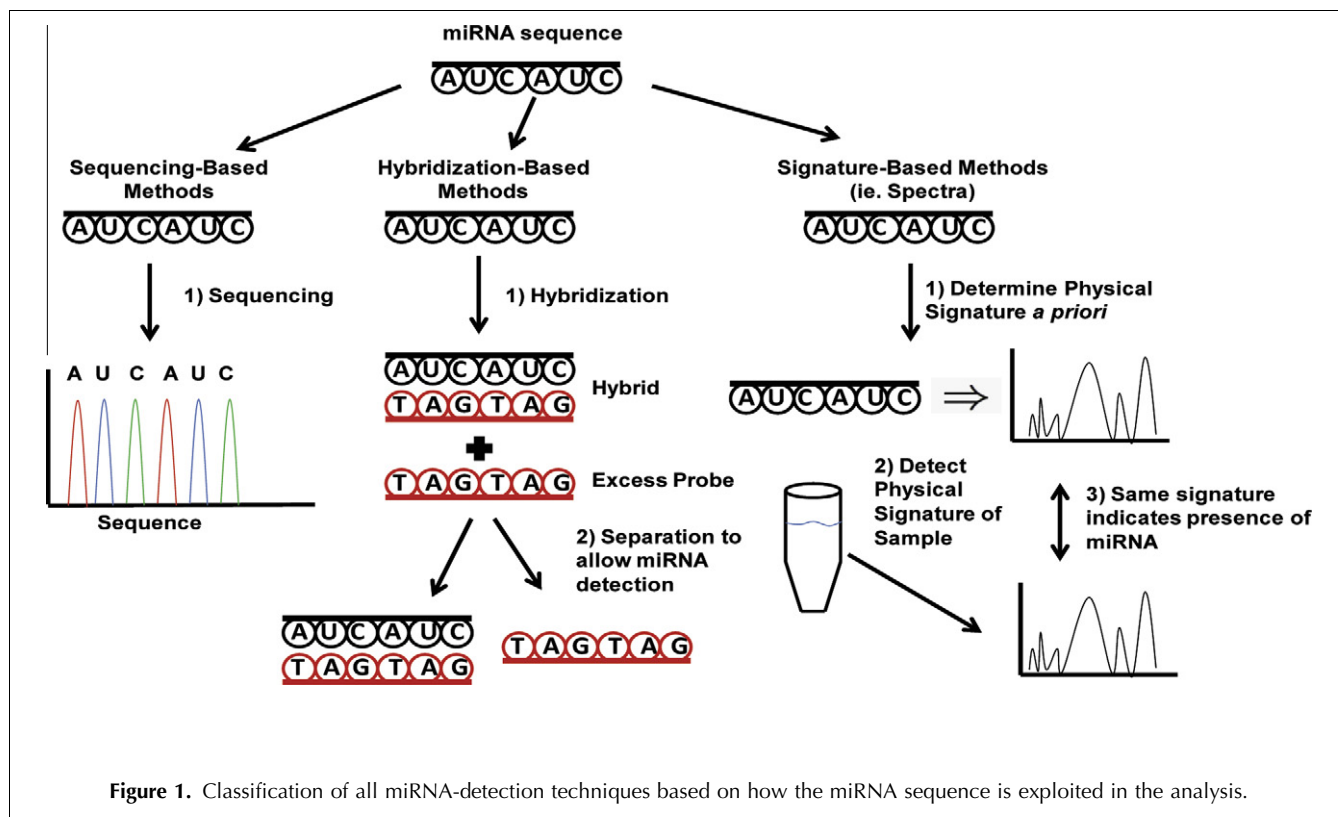 miRNA sequence
AUCAUC
Sequencing-Based
Methods
AUCAUC
1) Sequencing
A U C A U C
Sequence
Hybridization-Based
Methods
AUCAUC
1) Hybridization
AUCAUC
TAGTAG
Hybrid
TAGTAG
Excess Probe
2) Separation to
allow miRNA
detection
AUCAUC
TAGTAG
TAGTAG
Signature-Based Methods
(ie. Spectra)
AUCAUC
1) Determine Physical
Signature a priori
AUCAUC
2) Detect
Physical
Signature of
Sample
3) Same signature
indicates presence of
miRNA
Figure 1. Classification of all miRNA-detection techniques based on how the miRNA sequence is exploited in the analysis.